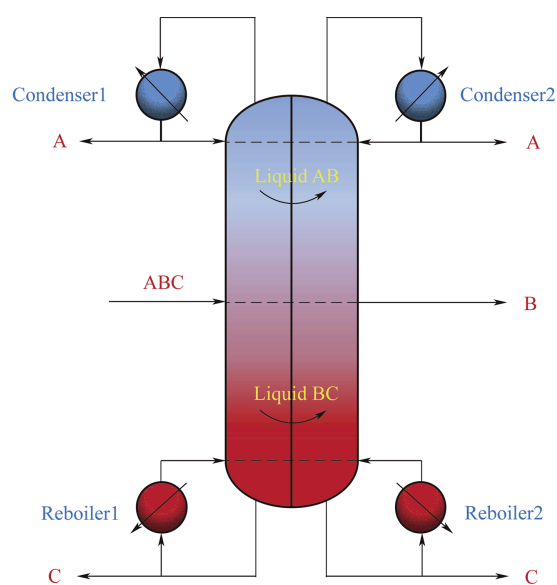 Condenser1
Condenser2
A
A
Liquid AB
ABC
B
Liquid BC
Reboiler1
Reboiler2
C
C